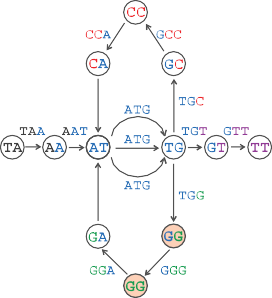 CC
CCA GCC
CA GC
ATG TGC
TAA AAT ATG TGT GTT
TA AA AT TG GT TT
ATG
TGG
GA GG
GGA GGG
GG